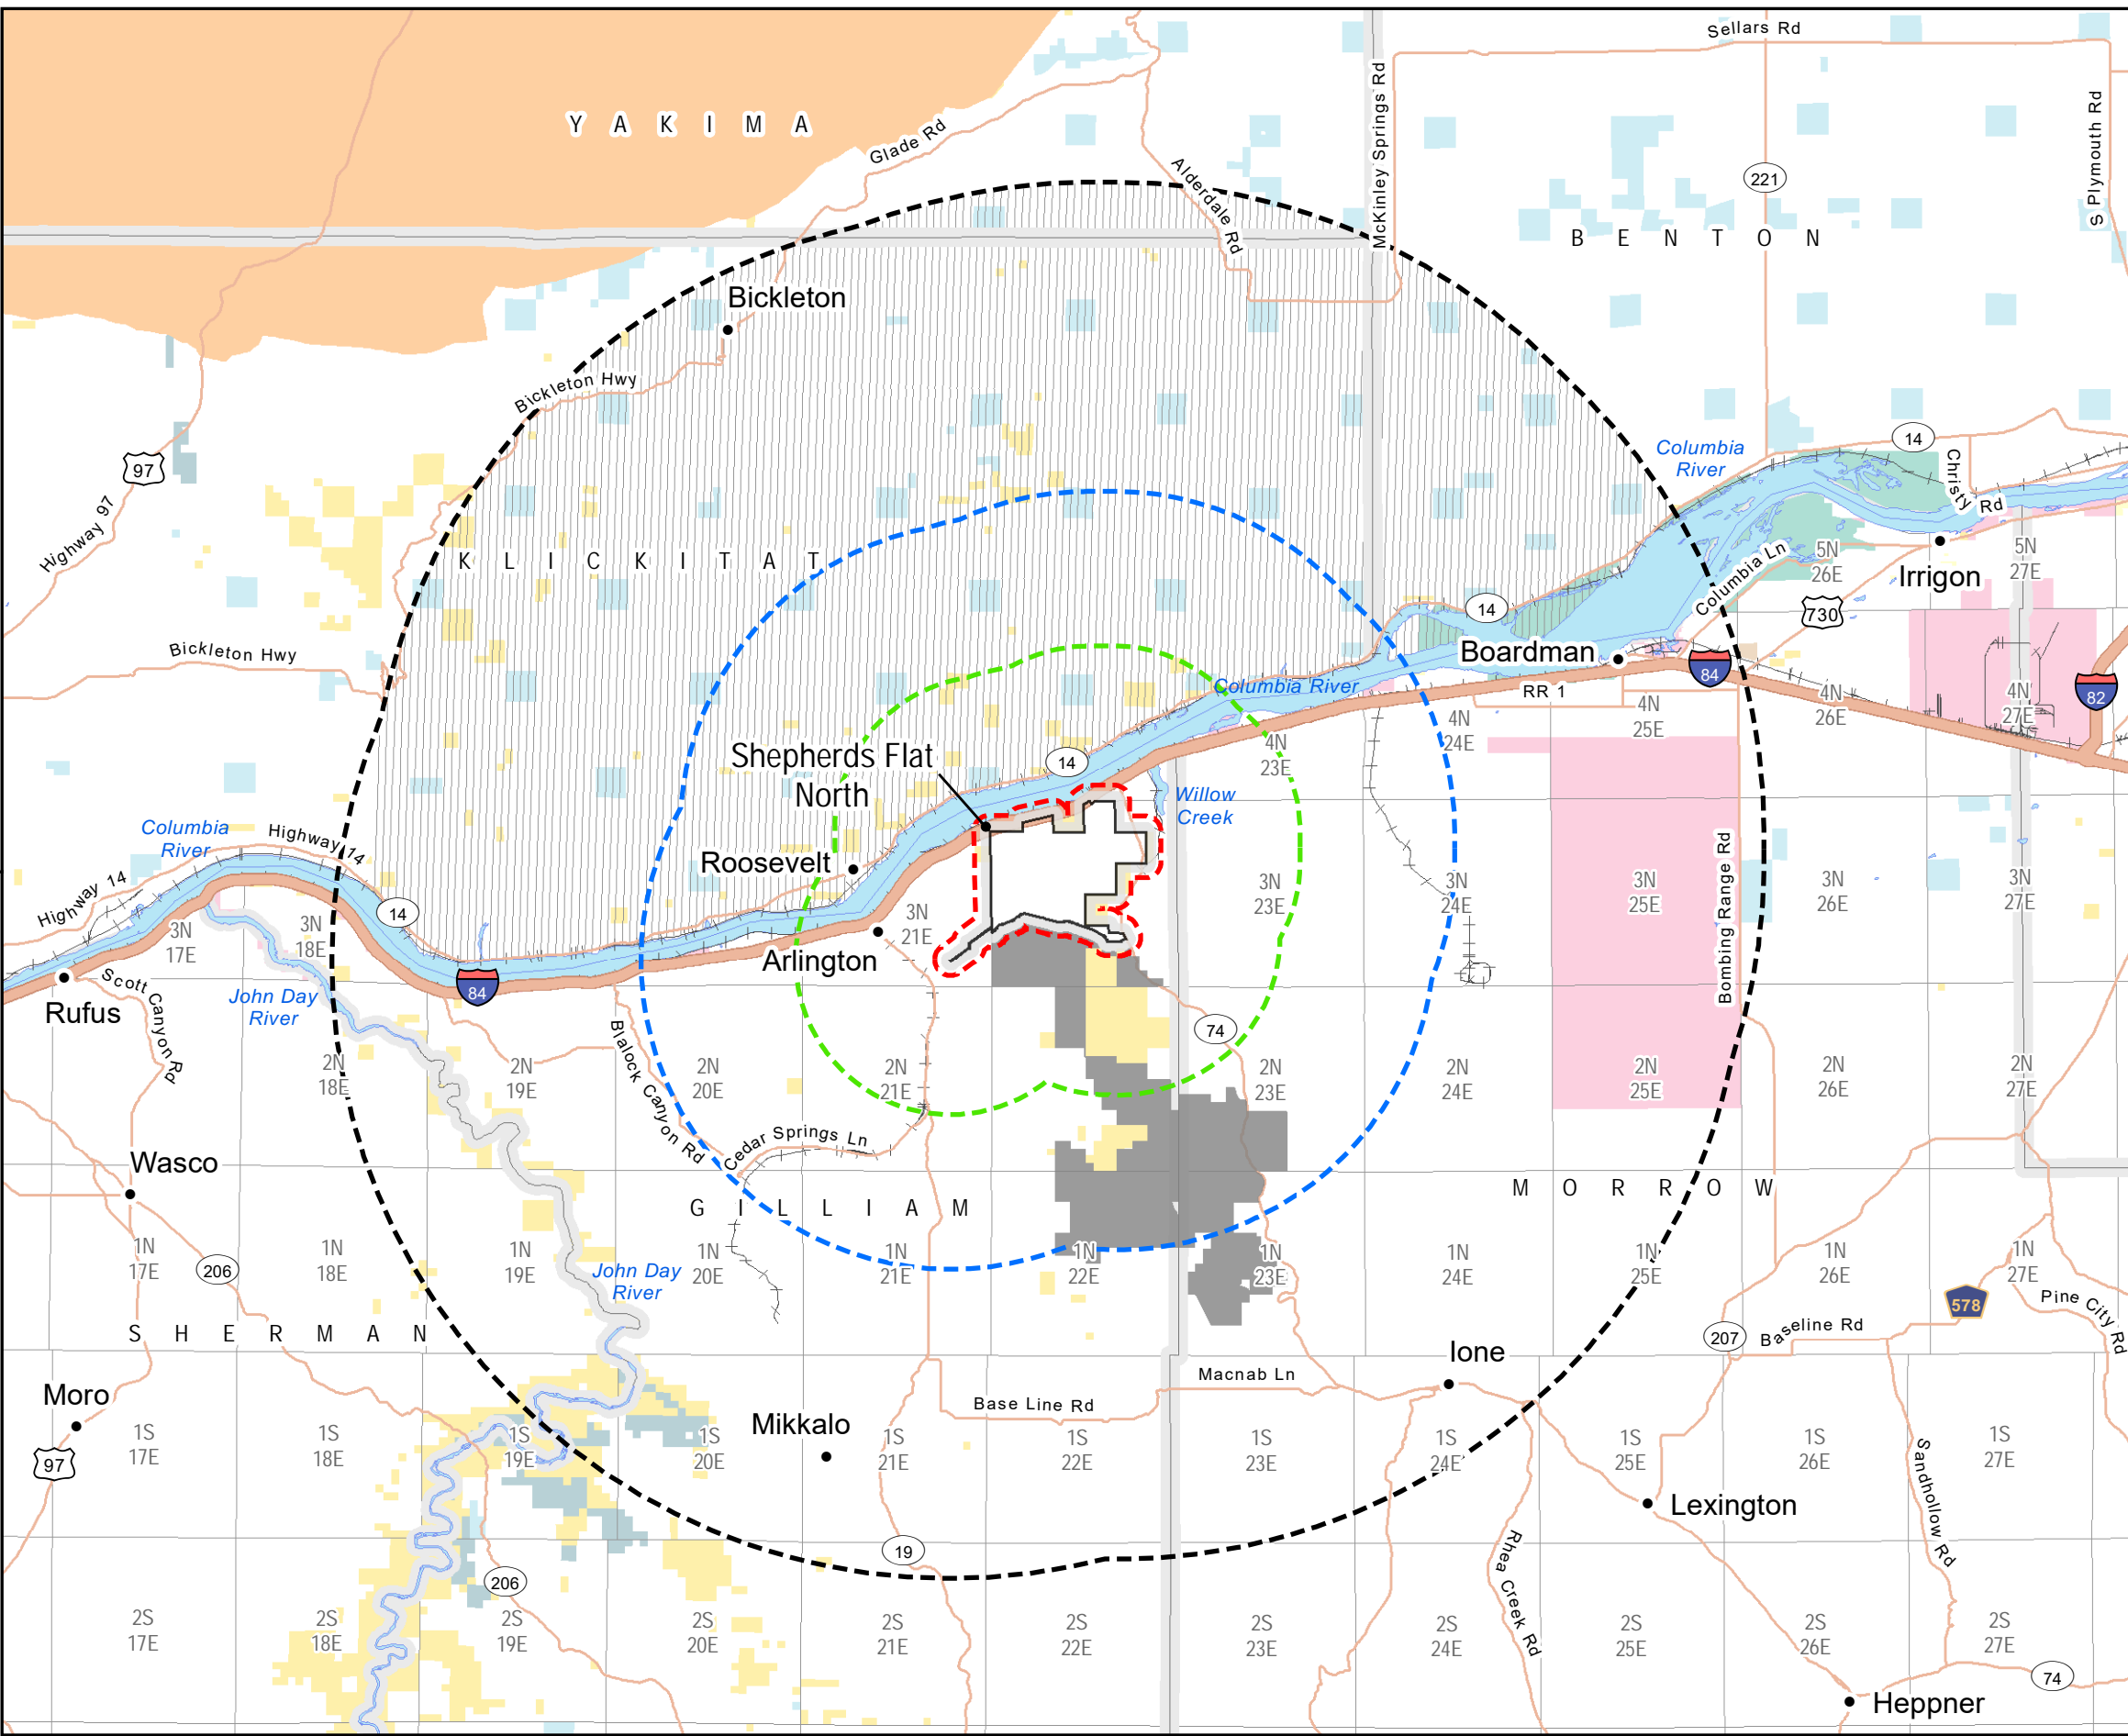 Sellars Rd
YAKIMA
Glade Rd
McKinley Springs Rd
S Plymouth Rd
Alderdale Rd
221
BENTON
Bickleton
Bickleton Hwy
97
Highway 97
KLICKITAT
Columbia
River
14
Christy Rd
Columbia Ln
5N
26E
Irrigon
5N
27E
14
730
Bickleton Hwy
Boardman
84
Columbia River
RR 1
4N
24E
4N
25E
4N
26E
4N
27E
82
4N
23E
Shepherds Flat
North
14
Willow
Creek
Columbia
River
Highway 14
Roosevelt
Bombing Range Rd
Highway 14
14
3N
17E
3N
18E
3N
21E
3N
23E
3N
24E
3N
25E
3N
26E
3N
27E
Arlington
84
Rufus
Scott Canyon Rd
John Day
River
74
Blalock Canyon Rd
2N
18E
2N
19E
2N
20E
2N
21E
2N
23E
2N
24E
2N
25E
2N
26E
2N
27E
Cedar Springs Ln
Wasco
GILLIAM
MORROW
1N
17E
206
1N
18E
1N
19E
John Day
River
1N
20E
1N
21E
1N
22E
1N
23E
1N
24E
1N
25E
1N
26E
1N
27E
578
Pine City Rd
SHERMAN
207
Baseline Rd
Ione
Macnab Ln
Base Line Rd
Moro
Mikkalo
97
1S
17E
1S
18E
1S
19E
1S
20E
1S
21E
1S
22E
1S
23E
1S
24E
1S
25E
1S
26E
1S
27E
Sandhollow Rd
Lexington
19
206
Rhea Creek Rd
2S
17E
2S
18E
2S
19E
2S
20E
2S
21E
2S
22E
2S
23E
2S
24E
2S
25E
2S
26E
2S
27E
74
Heppner